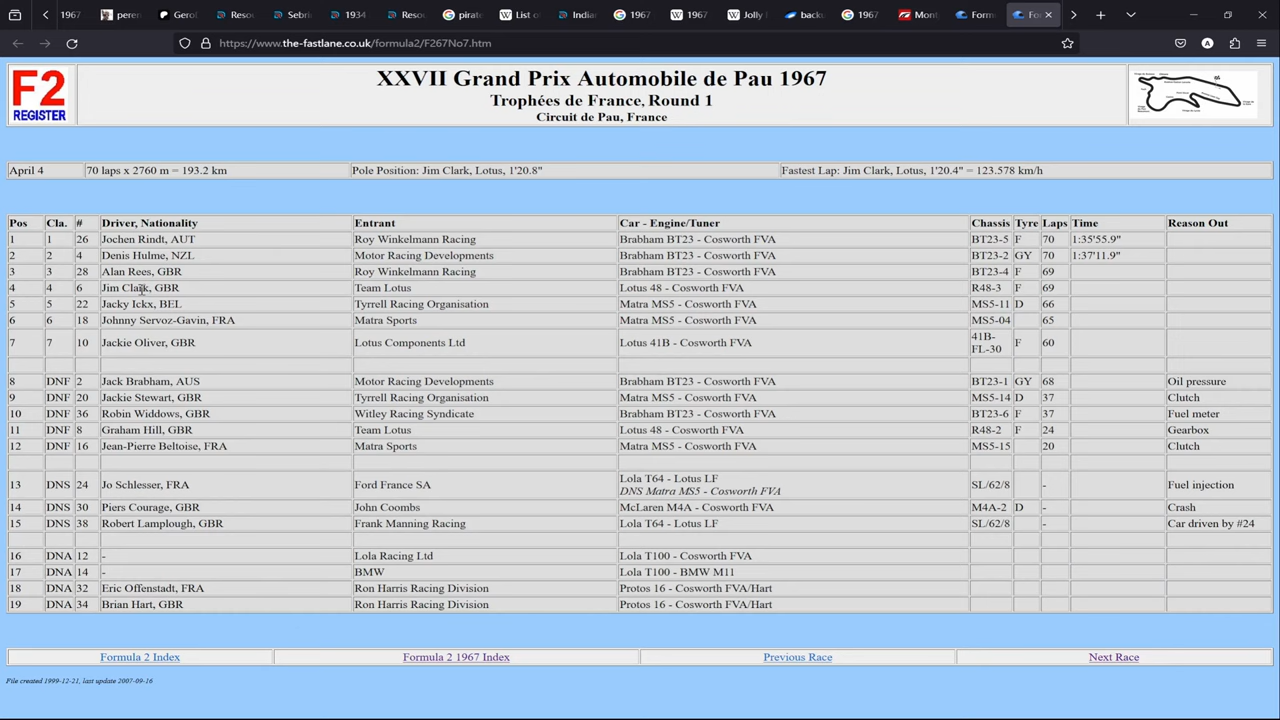 1967
peren
GeroI
Resou
Sebri
1934
Resou
pirate
List o
Indian
1967
1967
Jolly
backu
1967
Mont
Form
Fo
https://www.the-fastlane.co.uk/formula2/F267No7.htm
F2
REGISTER
XXVII Grand Prix Automobile de Pau 1967
Trophées de France, Round 1
Circuit de Pau, France
April 4 70 laps x 2760 m = 193.2 km Pole Position: Jim Clark, Lotus, 1'20.8" Fastest Lap: Jim Clark, Lotus, 1'20.4" = 123.578 km/h
Pos Cla. # Driver, Nationality Entrant Car - Engine/Tuner Chassis Tyre Laps Time Reason Out
1 1 26 Jochen Rindt, AUT Roy Winkelmann Racing Brabham BT23 - Cosworth FVA BT23-5 F 70 1:35'55.9"
2 2 4 Denis Hulme, NZL Motor Racing Developments Brabham BT23 - Cosworth FVA BT23-2 GY 70 1:37'11.9"
3 3 28 Alan Rees, GBR Roy Winkelmann Racing Brabham BT23 - Cosworth FVA BT23-4 F 69
4 4 6 Jim Clark, GBR Team Lotus Lotus 48 - Cosworth FVA R48-3 F 69
5 5 22 Jacky Ickx, BEL Tyrrell Racing Organisation Matra MS5 - Cosworth FVA MS5-11 D 66
6 6 18 Johnny Servoz-Gavin, FRA Matra Sports Matra MS5 - Cosworth FVA MS5-04 65
7 7 10 Jackie Oliver, GBR Lotus Components Ltd Lotus 41B - Cosworth FVA 41B-FL-30 F 60
8 DNF 2 Jack Brabham, AUS Motor Racing Developments Brabham BT23 - Cosworth FVA BT23-1 GY 68 Oil pressure
9 DNF 20 Jackie Stewart, GBR Tyrrell Racing Organisation Matra MS5 - Cosworth FVA MS5-14 D 37 Clutch
10 DNF 36 Robin Widdows, GBR Witley Racing Syndicate Brabham BT23 - Cosworth FVA BT23-6 F 37 Fuel meter
11 DNF 8 Graham Hill, GBR Team Lotus Lotus 48 - Cosworth FVA R48-2 F 24 Gearbox
12 DNF 16 Jean-Pierre Beltoise, FRA Matra Sports Matra MS5 - Cosworth FVA MS5-15 20 Clutch
13 DNS 24 Jo Schlesser, FRA Ford France SA Lola T64 - Lotus LF SL/62/8 - Fuel injection
DNS Matra MS5 - Cosworth FVA
14 DNS 30 Piers Courage, GBR John Coombs McLaren M4A - Cosworth FVA M4A-2 D - Crash
15 DNS 38 Robert Lamplough, GBR Frank Manning Racing Lola T64 - Lotus LF SL/62/8 - Car driven by #24
16 DNA 12 - Lola Racing Ltd Lola T100 - Cosworth FVA
17 DNA 14 - BMW Lola T100 - BMW M11
18 DNA 32 Eric Offenstadt, FRA Ron Harris Racing Division Protos 16 - Cosworth FVA/Hart
19 DNA 34 Brian Hart, GBR Ron Harris Racing Division Protos 16 - Cosworth FVA/Hart
Formula 2 Index Formula 2 1967 Index Previous Race Next Race
File created 1999-12-21, last update 2007-09-16